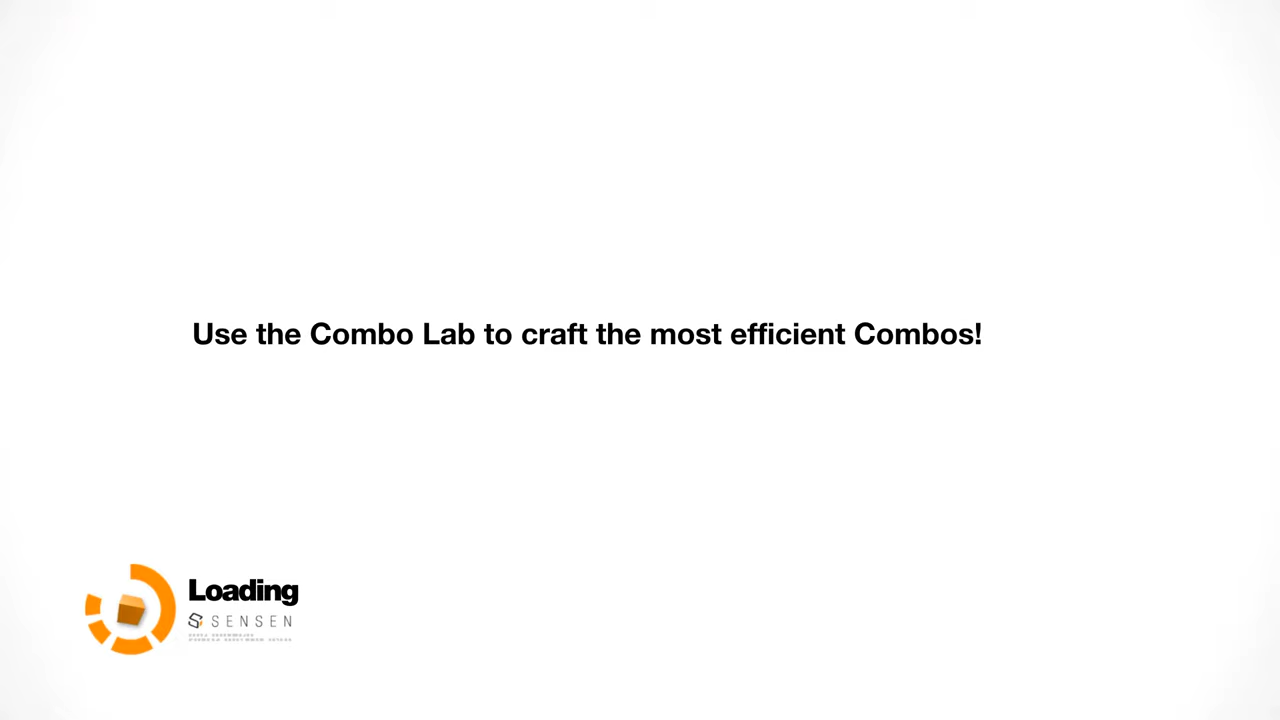 Use the Combo Lab to craft the most efficient Combos!
Loading
SENSEN